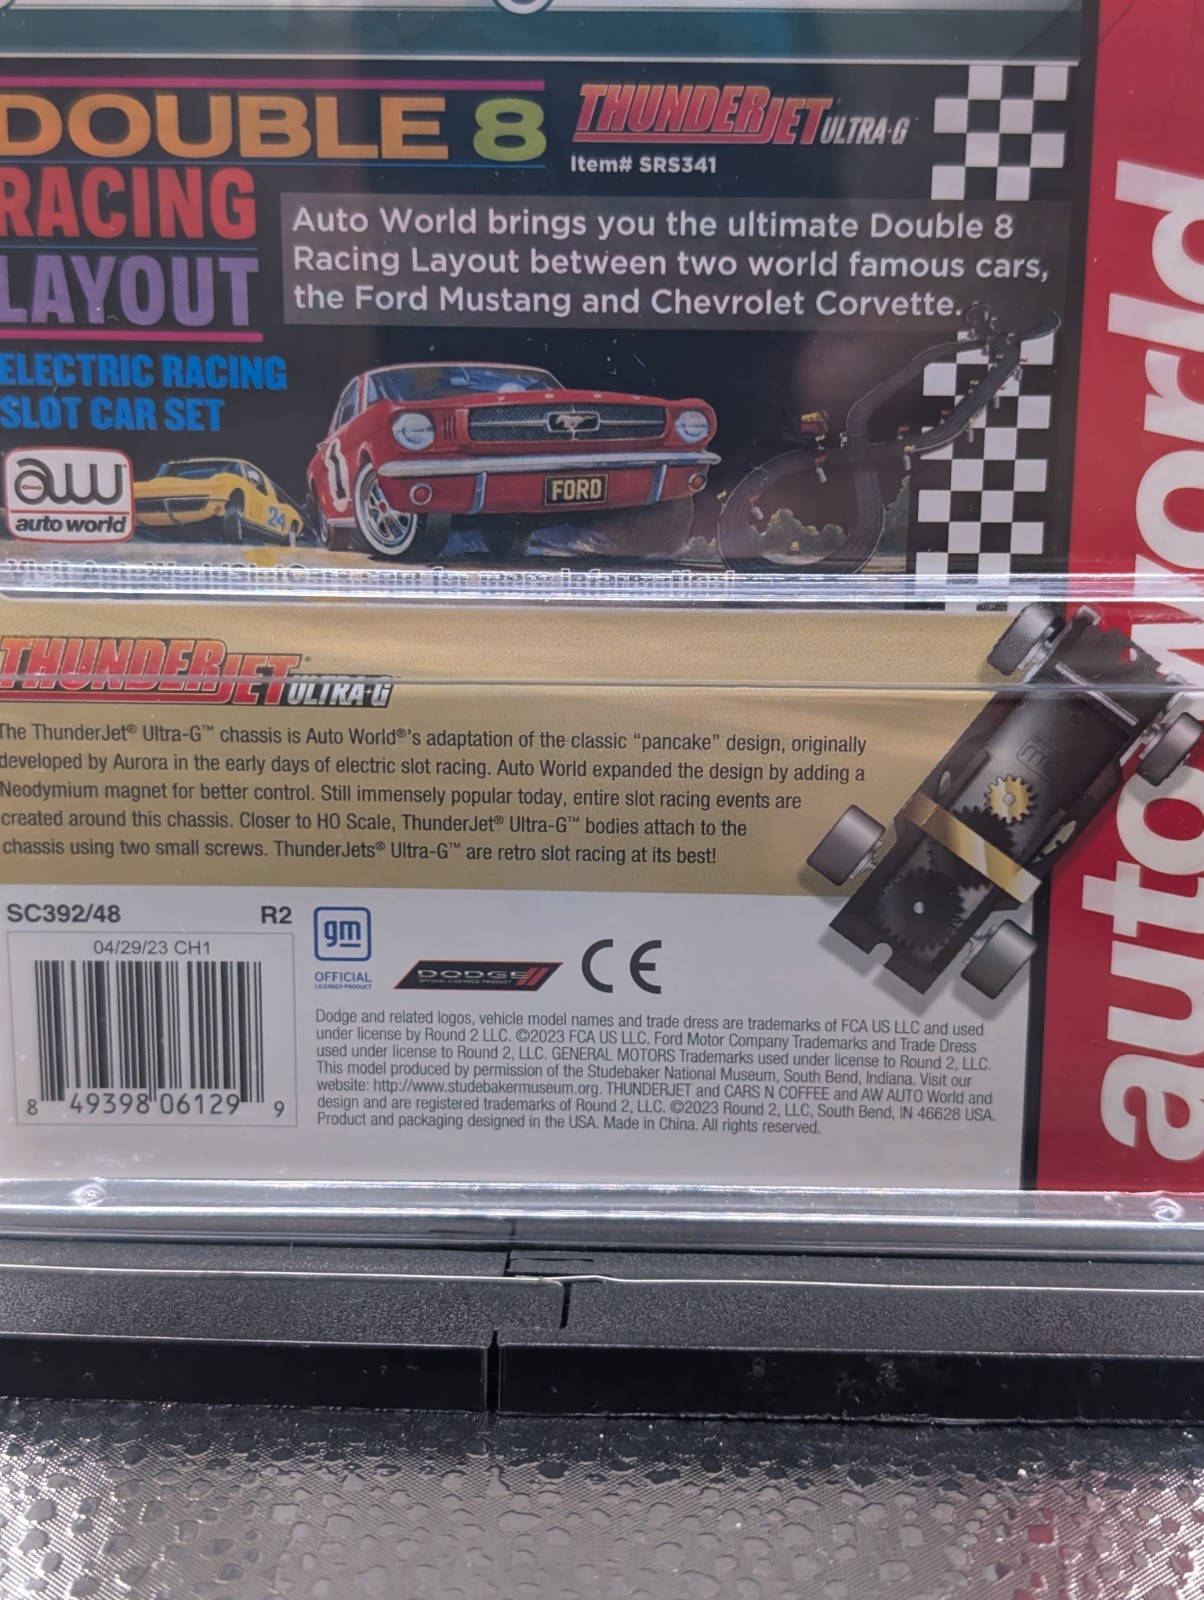 DOUBLE 8
THUNDERJET ULTRA-G
Item# SRS341
RACING
LAYOUT
Auto World brings you the ultimate Double 8
Racing Layout between two world famous cars,
the Ford Mustang and Chevrolet Corvette.
ELECTRIC RACING
SLOT CAR SET
aw
auto world
24
1
FORD
auto world
THUNDERJET® ULTRA-G
The ThunderJet® Ultra-G™ chassis is Auto World®'s adaptation of the classic “pancake” design, originally
developed by Aurora in the early days of electric slot racing. Auto World expanded the design by adding a
Neodymium magnet for better control. Still immensely popular today, entire slot racing events are
created around this chassis. Closer to HO Scale, ThunderJet® Ultra-G™ bodies attach to the
chassis using two small screws. ThunderJets® Ultra-G™ are retro slot racing at its best!
SC392/48 R2
04/29/23 CH1
8 49398 06129 9
gm
OFFICIAL
LICENSED PRODUCT
DODGE
OFFICIAL LICENSED PRODUCT
CE
Dodge and related logos, vehicle model names and trade dress are trademarks of FCA US LLC and used
under license by Round 2 LLC. ©2023 FCA US LLC. Ford Motor Company Trademarks and Trade Dress
used under license to Round 2, LLC. GENERAL MOTORS Trademarks used under license to Round 2, LLC.
This model produced by permission of the Studebaker National Museum, South Bend, Indiana. Visit our
website: http://www.studebakermuseum.org. THUNDERJET and CARS N COFFEE and AW AUTO World and
design and are registered trademarks of Round 2, LLC. ©2023 Round 2, LLC, South Bend, IN 46628 USA.
Product and packaging designed in the USA. Made in China. All rights reserved.